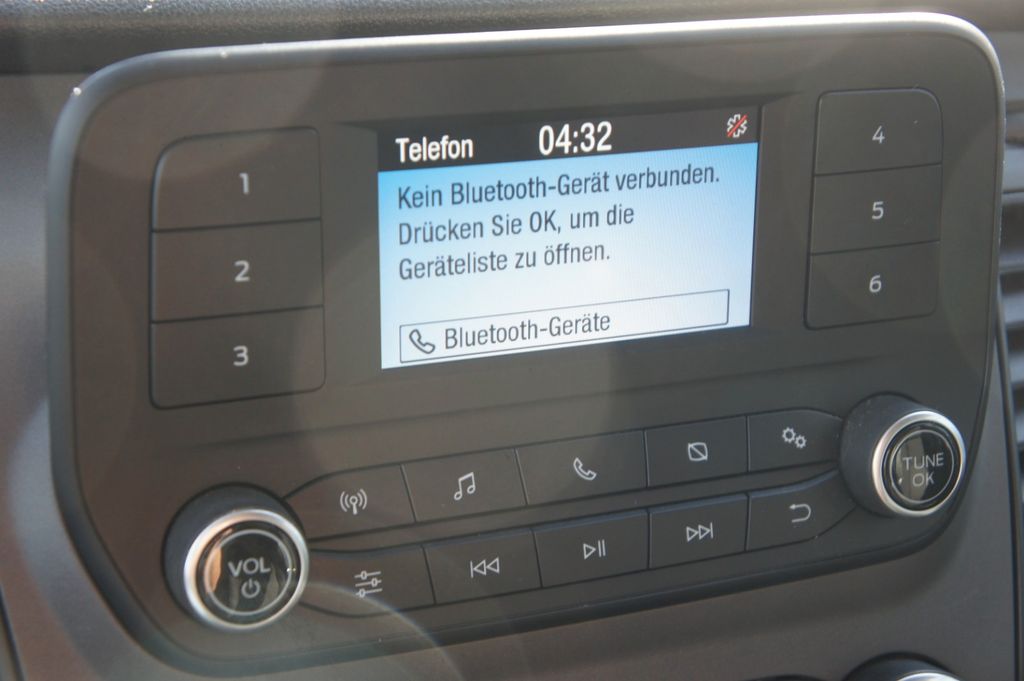 Telefon 04:32
Kein Bluetooth-Gerät verbunden.
Drücken Sie OK, um die
Geräteliste zu öffnen.
Bluetooth-Geräte
1
2
3
4
5
6
VOL
TUNE
OK